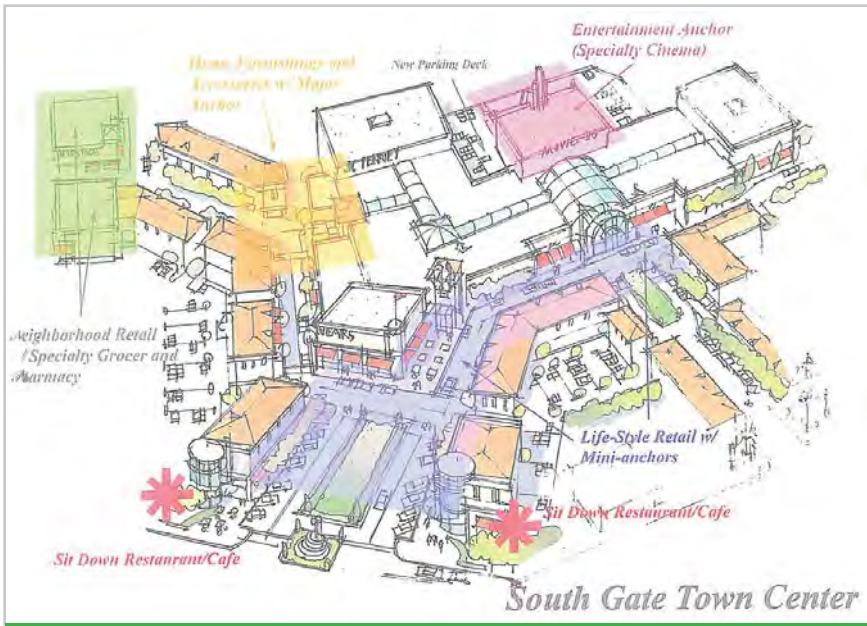 Entertainment Anchor
(Specialty Cinema)
New Parking Deck
Home Furnishings and
Accessories w/ Major
Anchor
JC PENNEY
MOVIES
SEARS
Neighborhood Retail
/Specialty Grocer and
Pharmacy
Life-Style Retail w/
Mini-anchors
Sit Down Restaurant/Cafe
Sit Down Restaurant/Cafe
South Gate Town Center